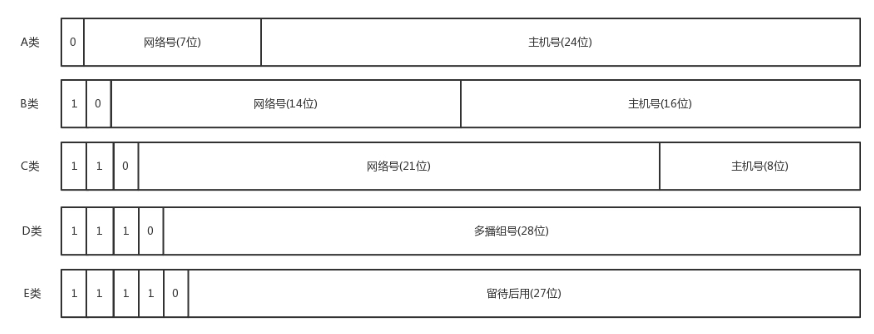 A类 0 网络号(7位) 主机号(24位)
B类 1 0 网络号(14位) 主机号(16位)
C类 1 1 0 网络号(21位) 主机号(8位)
D类 1 1 1 0 多播组号(28位)
E类 1 1 1 1 0 留待后用(27位)